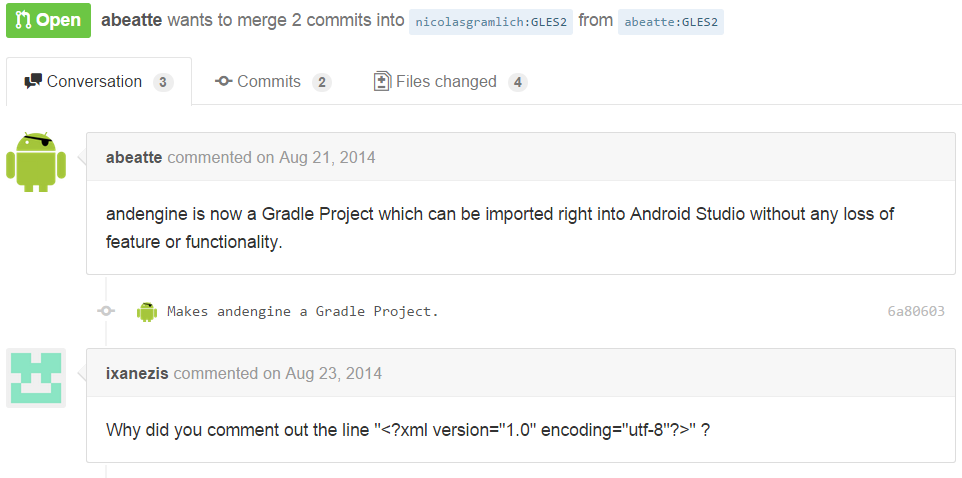 Open abeatte wants to merge 2 commits into nicolasgramlich:GLES2 from abeatte:GLES2
Conversation 3 Commits 2 Files changed 4
abeatte commented on Aug 21, 2014
andengine is now a Gradle Project which can be imported right into Android Studio without any loss of
feature or functionality.
Makes andengine a Gradle Project. 6a80603
ixanezis commented on Aug 23, 2014
Why did you comment out the line "<?xml version="1.0" encoding="utf-8"?>" ?